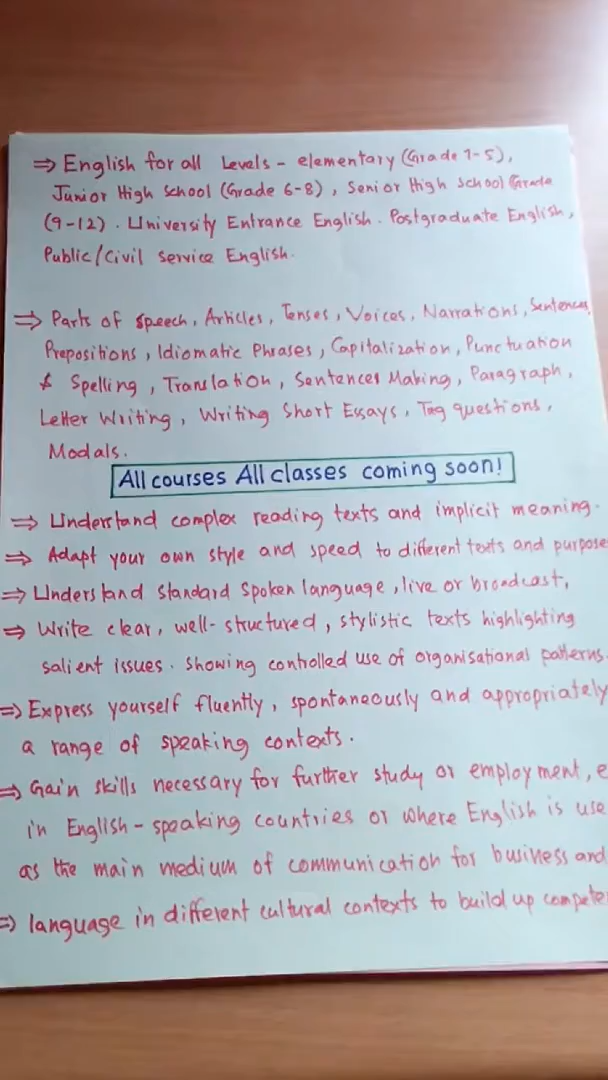 ⇒ English for all Levels - elementary (Grade 1-5),
Junior High School (Grade 6-8), Senior High School Grade
(9-12). University Entrance English. Postgraduate English,
Public/Civil Service English.
⇒ Parts of speech, Articles, Tenses, Voices, Narrations, Sentences,
Prepositions, Idiomatic Phrases, Capitalization, Punctuation
& Spelling, Translation, Sentences Making, Paragraph,
Letter Writing, Writing Short Essays, Tag questions,
Modals.
All courses All classes coming soon!
⇒ Understand complex reading texts and implicit meaning.
⇒ Adapt your own style and speed to different texts and purpose
⇒ Understand standard spoken language, live or broadcast,
⇒ Write clear, well-structured, stylistic texts highlighting
salient issues. showing controlled use of organisational patterns.
⇒ Express yourself fluently, spontaneously and appropriately
a range of speaking contexts.
⇒ Gain skills necessary for further study or employment, e
in English-speaking countries or where English is use
as the main medium of communication for business and
⇒ language in different cultural contexts to build up compete